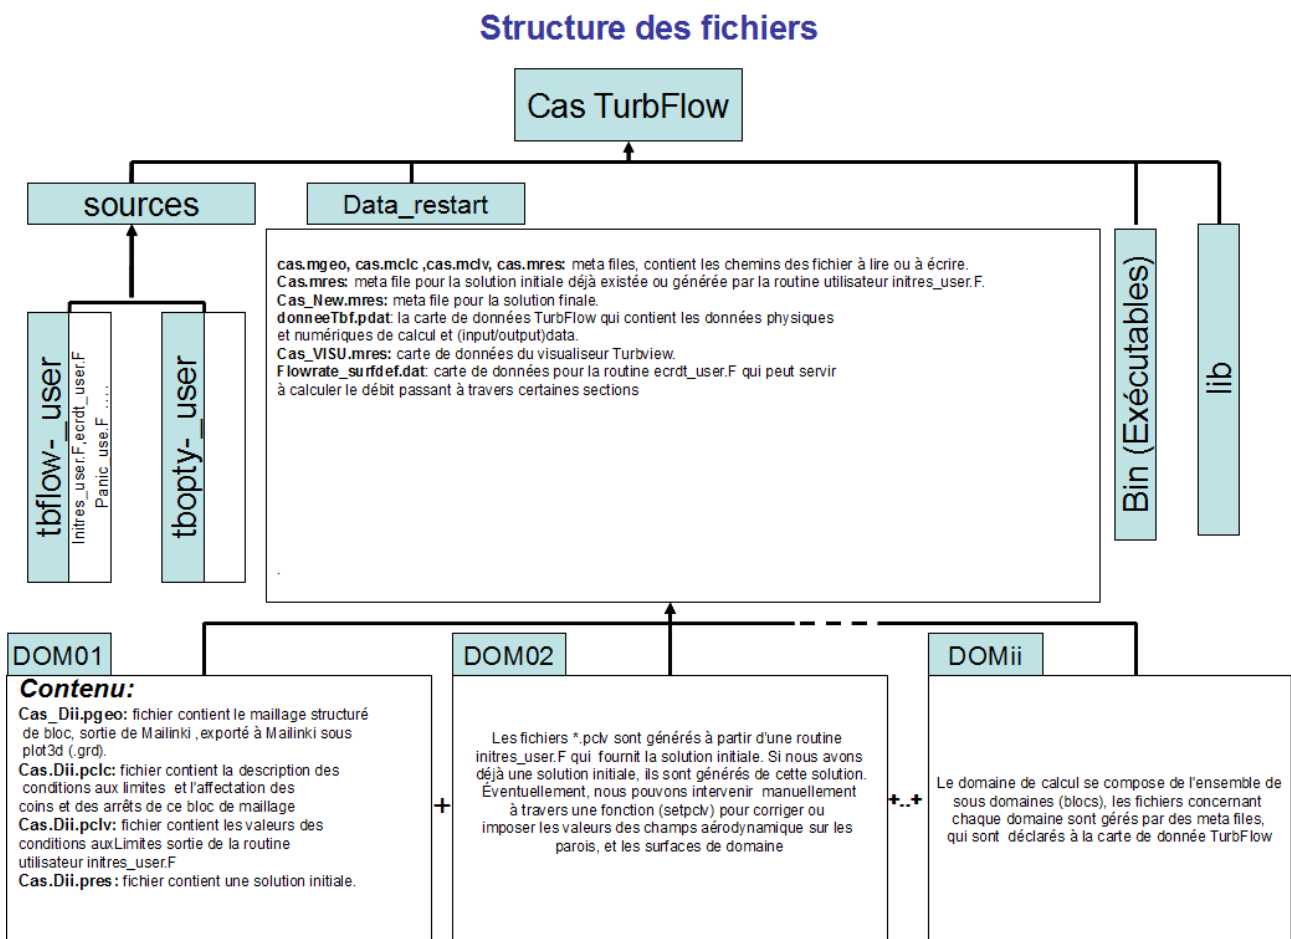 Structure des fichiers
Cas TurbFlow
sources
Data_restart
cas.mgeo, cas.mclc ,cas.mclv, cas.mres: meta files, contient les chemins des fichier à lire ou à écrire.
Cas.mres: meta file pour la solution initiale déjà existée ou générée par la routine utilisateur initres_user.F.
Cas_New.mres: meta file pour la solution finale.
donneeTbf.pdat: la carte de données TurbFlow qui contient les données physiques
et numériques de calcul et (input/output)data.
Cas_VISU.mres: carte de données du visualiseur Turbview.
Flowrate_surfdef.dat: carte de données pour la routine ecrdt_user.F qui peut servir
à calculer le débit passant à travers certaines sections
.
tbflow-_user
Initres_user.F,ecrdt_user.F
Panic_use.F ....
tbopty-_user
Bin (Exécutables)
lib
DOM01
Contenu:
Cas_Dii.pgeo: fichier contient le maillage structuré
de bloc, sortie de Mailinki ,exporté à Mailinki sous
plot3d (.grd).
Cas.Dii.pclc: fichier contient la description des
conditions aux limites et l'affectation des
coins et des arrêts de ce bloc de maillage
Cas.Dii.pclv: fichier contient les valeurs des
conditions auxLimites sortie de la routine
utilisateur initres_user.F
Cas.Dii.pres: fichier contient une solution initiale.
+
DOM02
Les fichiers *.pclv sont générés à partir d'une routine
initres_user.F qui fournit la solution initiale. Si nous avons
déjà une solution initiale, ils sont générés de cette solution.
Éventuellement, nous pouvons intervenir manuellement
à travers une fonction (setpclv) pour corriger ou
imposer les valeurs des champs aérodynamique sur les
parois, et les surfaces de domaine
+..+
DOMii
Le domaine de calcul se compose de l'ensemble de
sous domaines (blocs), les fichiers concernant
chaque domaine sont gérés par des meta files,
qui sont déclarés à la carte de donnée TurbFlow